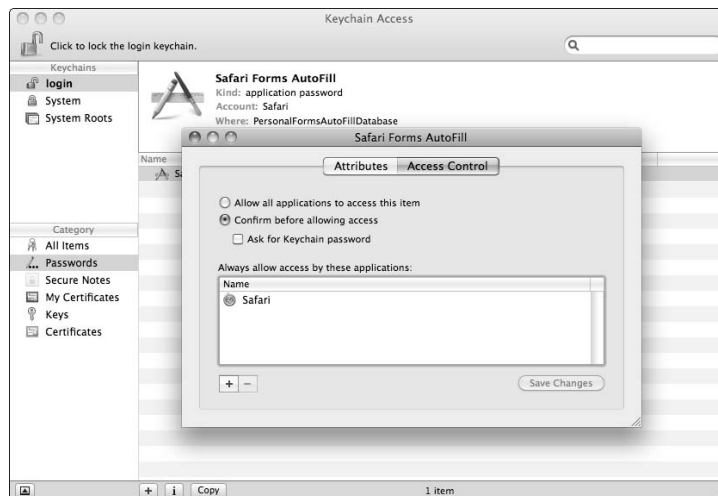 Keychain Access
Click to lock the login keychain.
Keychains
login
System
System Roots
Safari Forms AutoFill
Kind: application password
Account: Safari
Where: PersonalFormsAutoFillDatabase
Name
Safari Forms AutoFill
Attributes
Access Control
Allow all applications to access this item
Confirm before allowing access
Ask for Keychain password
Always allow access by these applications:
Name
Safari
+ −
Save Changes
Category
All Items
Passwords
Secure Notes
My Certificates
Keys
Certificates
+ i Copy
1 item